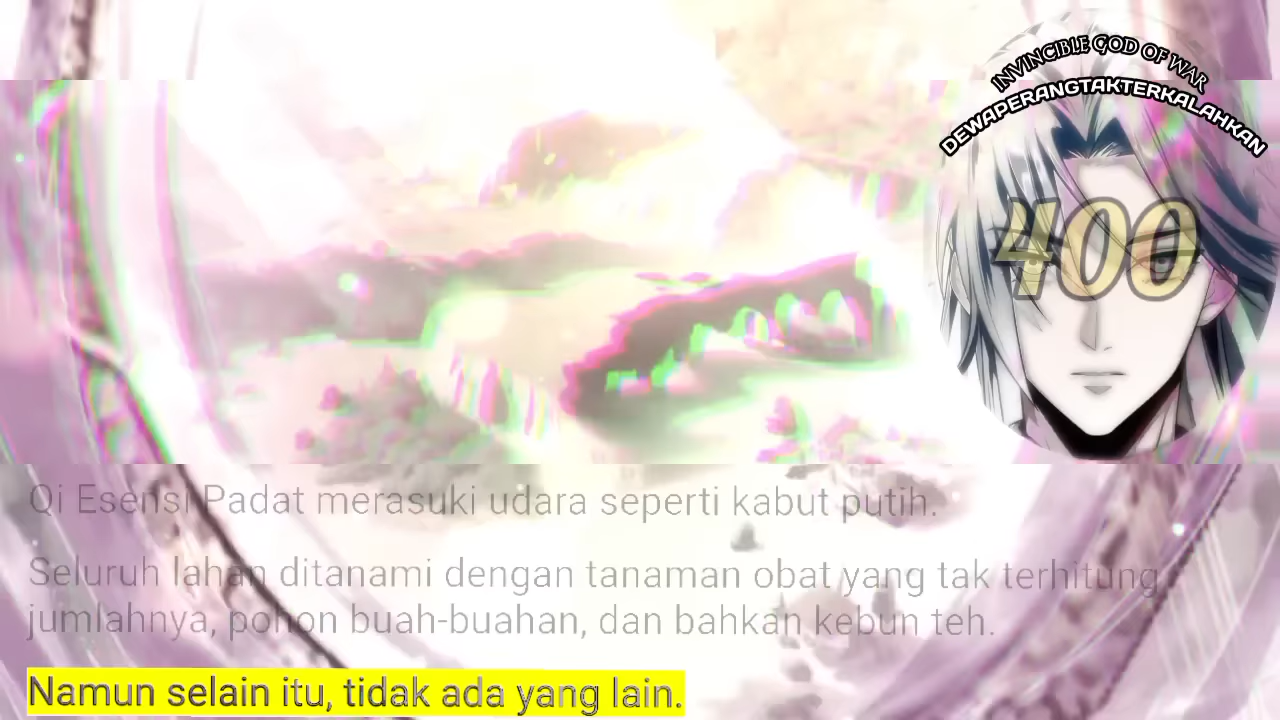 INVINCIBLE GOD OF WAR
DEWAPERANGTAKTERKALAHKAN
400
Qi Esensi Padat merasuki udara seperti kabut putih.
Seluruh lahan ditanami dengan tanaman obat yang tak terhitung
jumlahnya, pohon buah-buahan, dan bahkan kebun teh.
Namun selain itu, tidak ada yang lain.